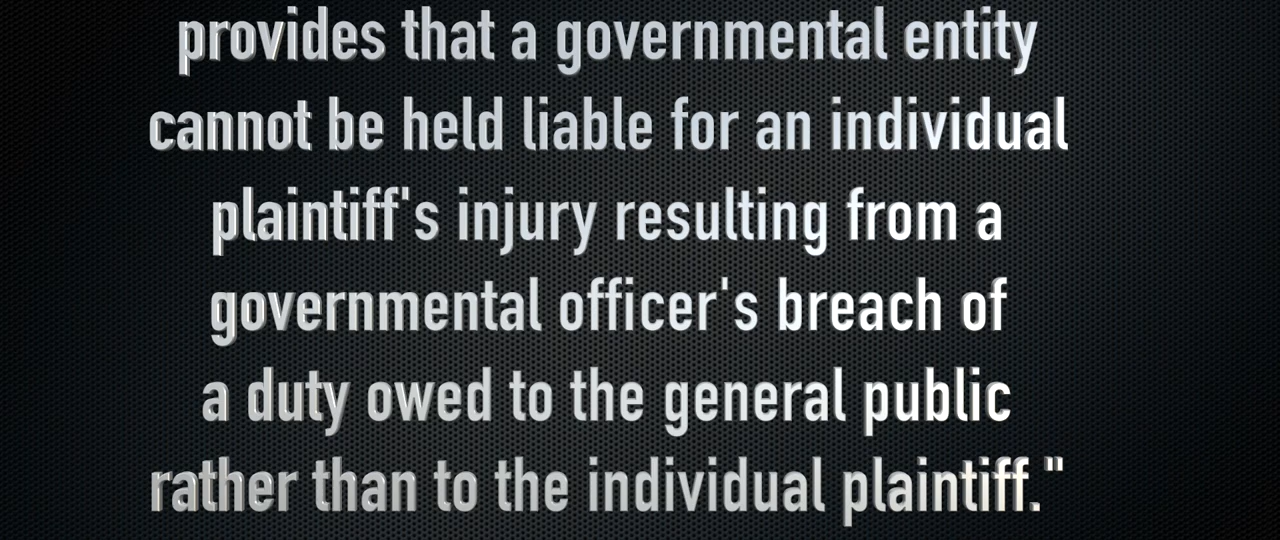 provides that a governmental entity
cannot be held liable for an individual
plaintiff's injury resulting from a
governmental officer's breach of
a duty owed to the general public
rather than to the individual plaintiff."